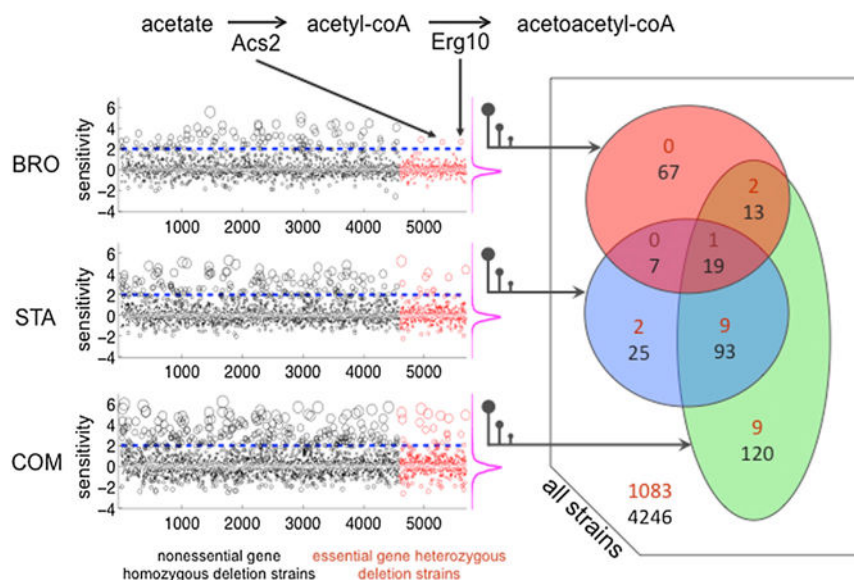 acetate acetyl-coA acetoacetyl-coA
Acs2 Erg10
BRO
sensitivity
6
4
2
0
−2
−4
1000 2000 3000 4000 5000
STA
sensitivity
6
4
2
0
−2
−4
1000 2000 3000 4000 5000
COM
sensitivity
6
4
2
0
−2
−4
1000 2000 3000 4000 5000
nonessential gene
homozygous deletion strains
essential gene heterozygous
deletion strains
0
67
2
13
0
7
1
19
2
25
9
93
9
120
1083
4246
all strains